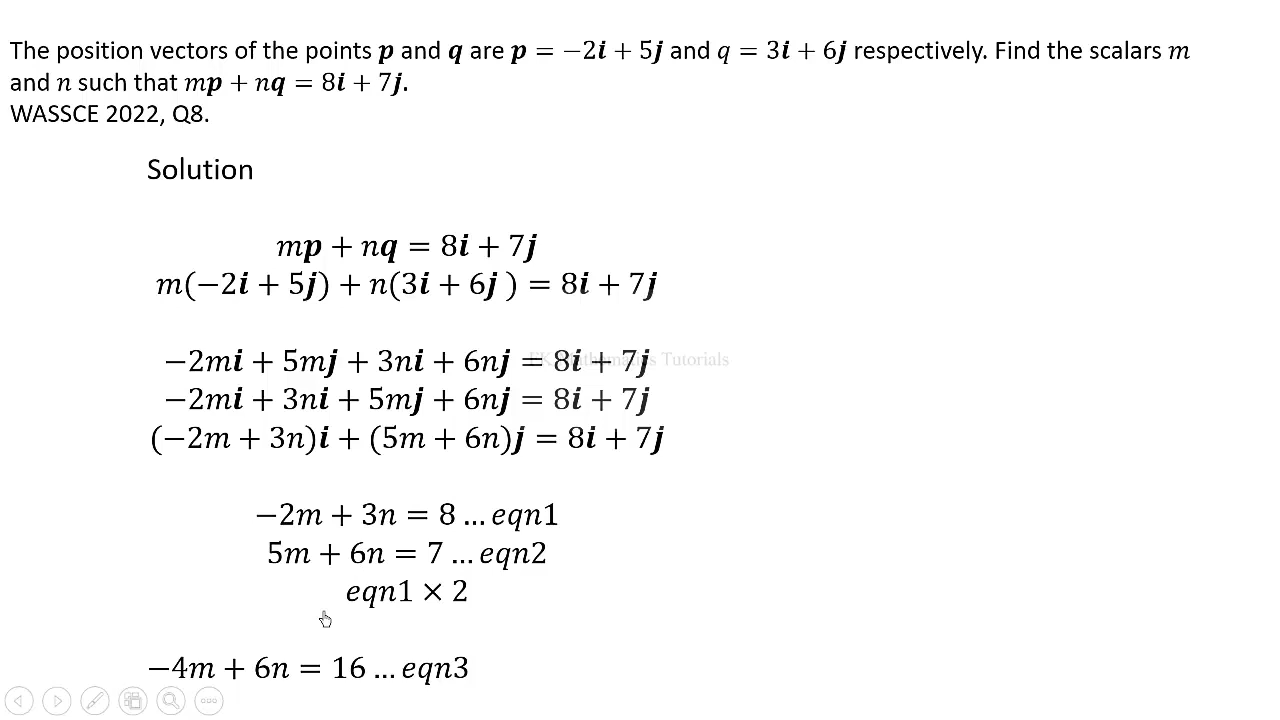 The position vectors of the points p and q are p = −2i + 5j and q = 3i + 6j respectively. Find the scalars m
and n such that mp + nq = 8i + 7j.
WASSCE 2022, Q8.
Solution
mp + nq = 8i + 7j
m(−2i + 5j) + n(3i + 6j ) = 8i + 7j
−2mi + 5mj + 3ni + 6nj = 8i + 7j
−2mi + 3ni + 5mj + 6nj = 8i + 7j
(−2m + 3n)i + (5m + 6n)j = 8i + 7j
−2m + 3n = 8 … eqn1
5m + 6n = 7 … eqn2
eqn1 × 2
−4m + 6n = 16 … eqn3
Tutorials